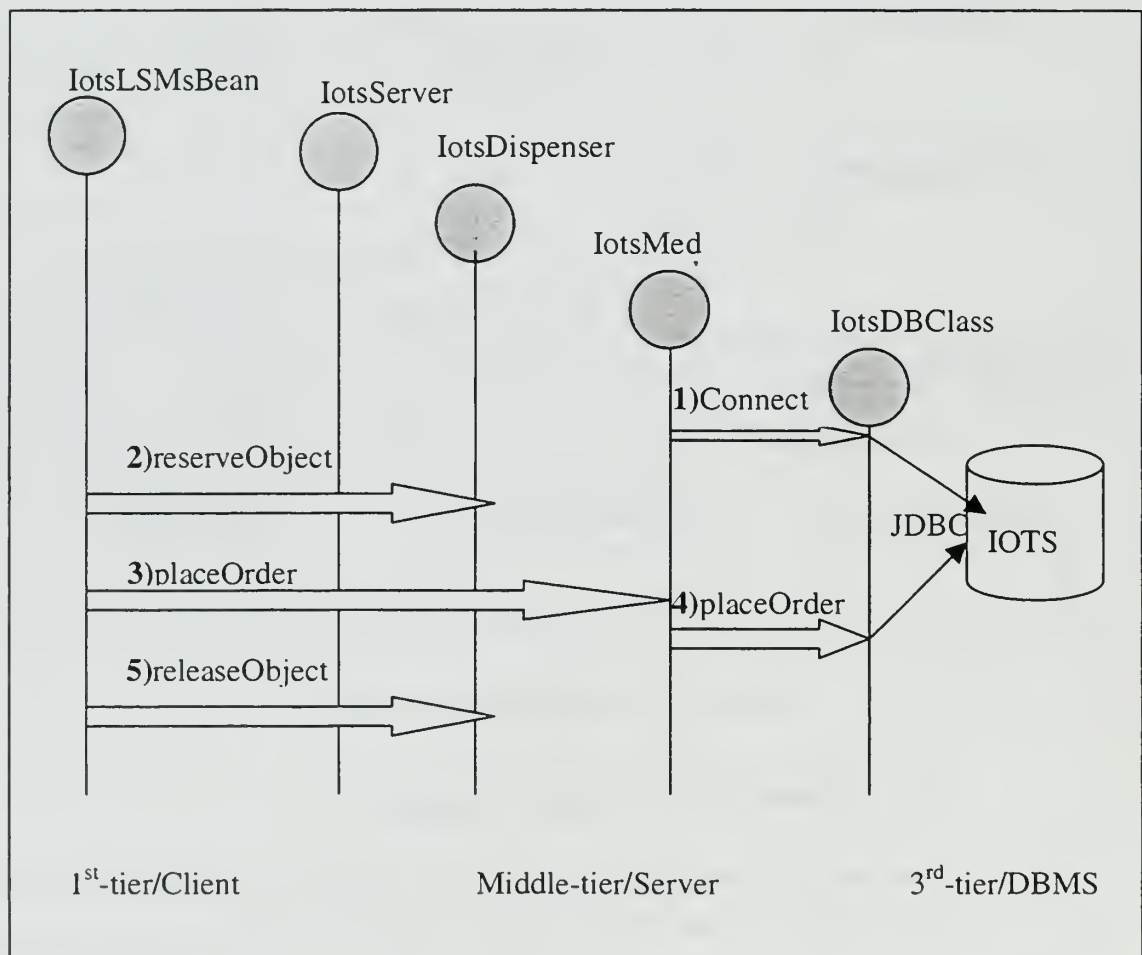 IotsLSMsBean
IotsServer
IotsDispenser
IotsMed
IotsDBClass
1)Connect
2)reserveObject
JDBC
IOTS
3)placeOrder
4)placeOrder
5)releaseObject
1st-tier/Client
Middle-tier/Server
3rd-tier/DBMS